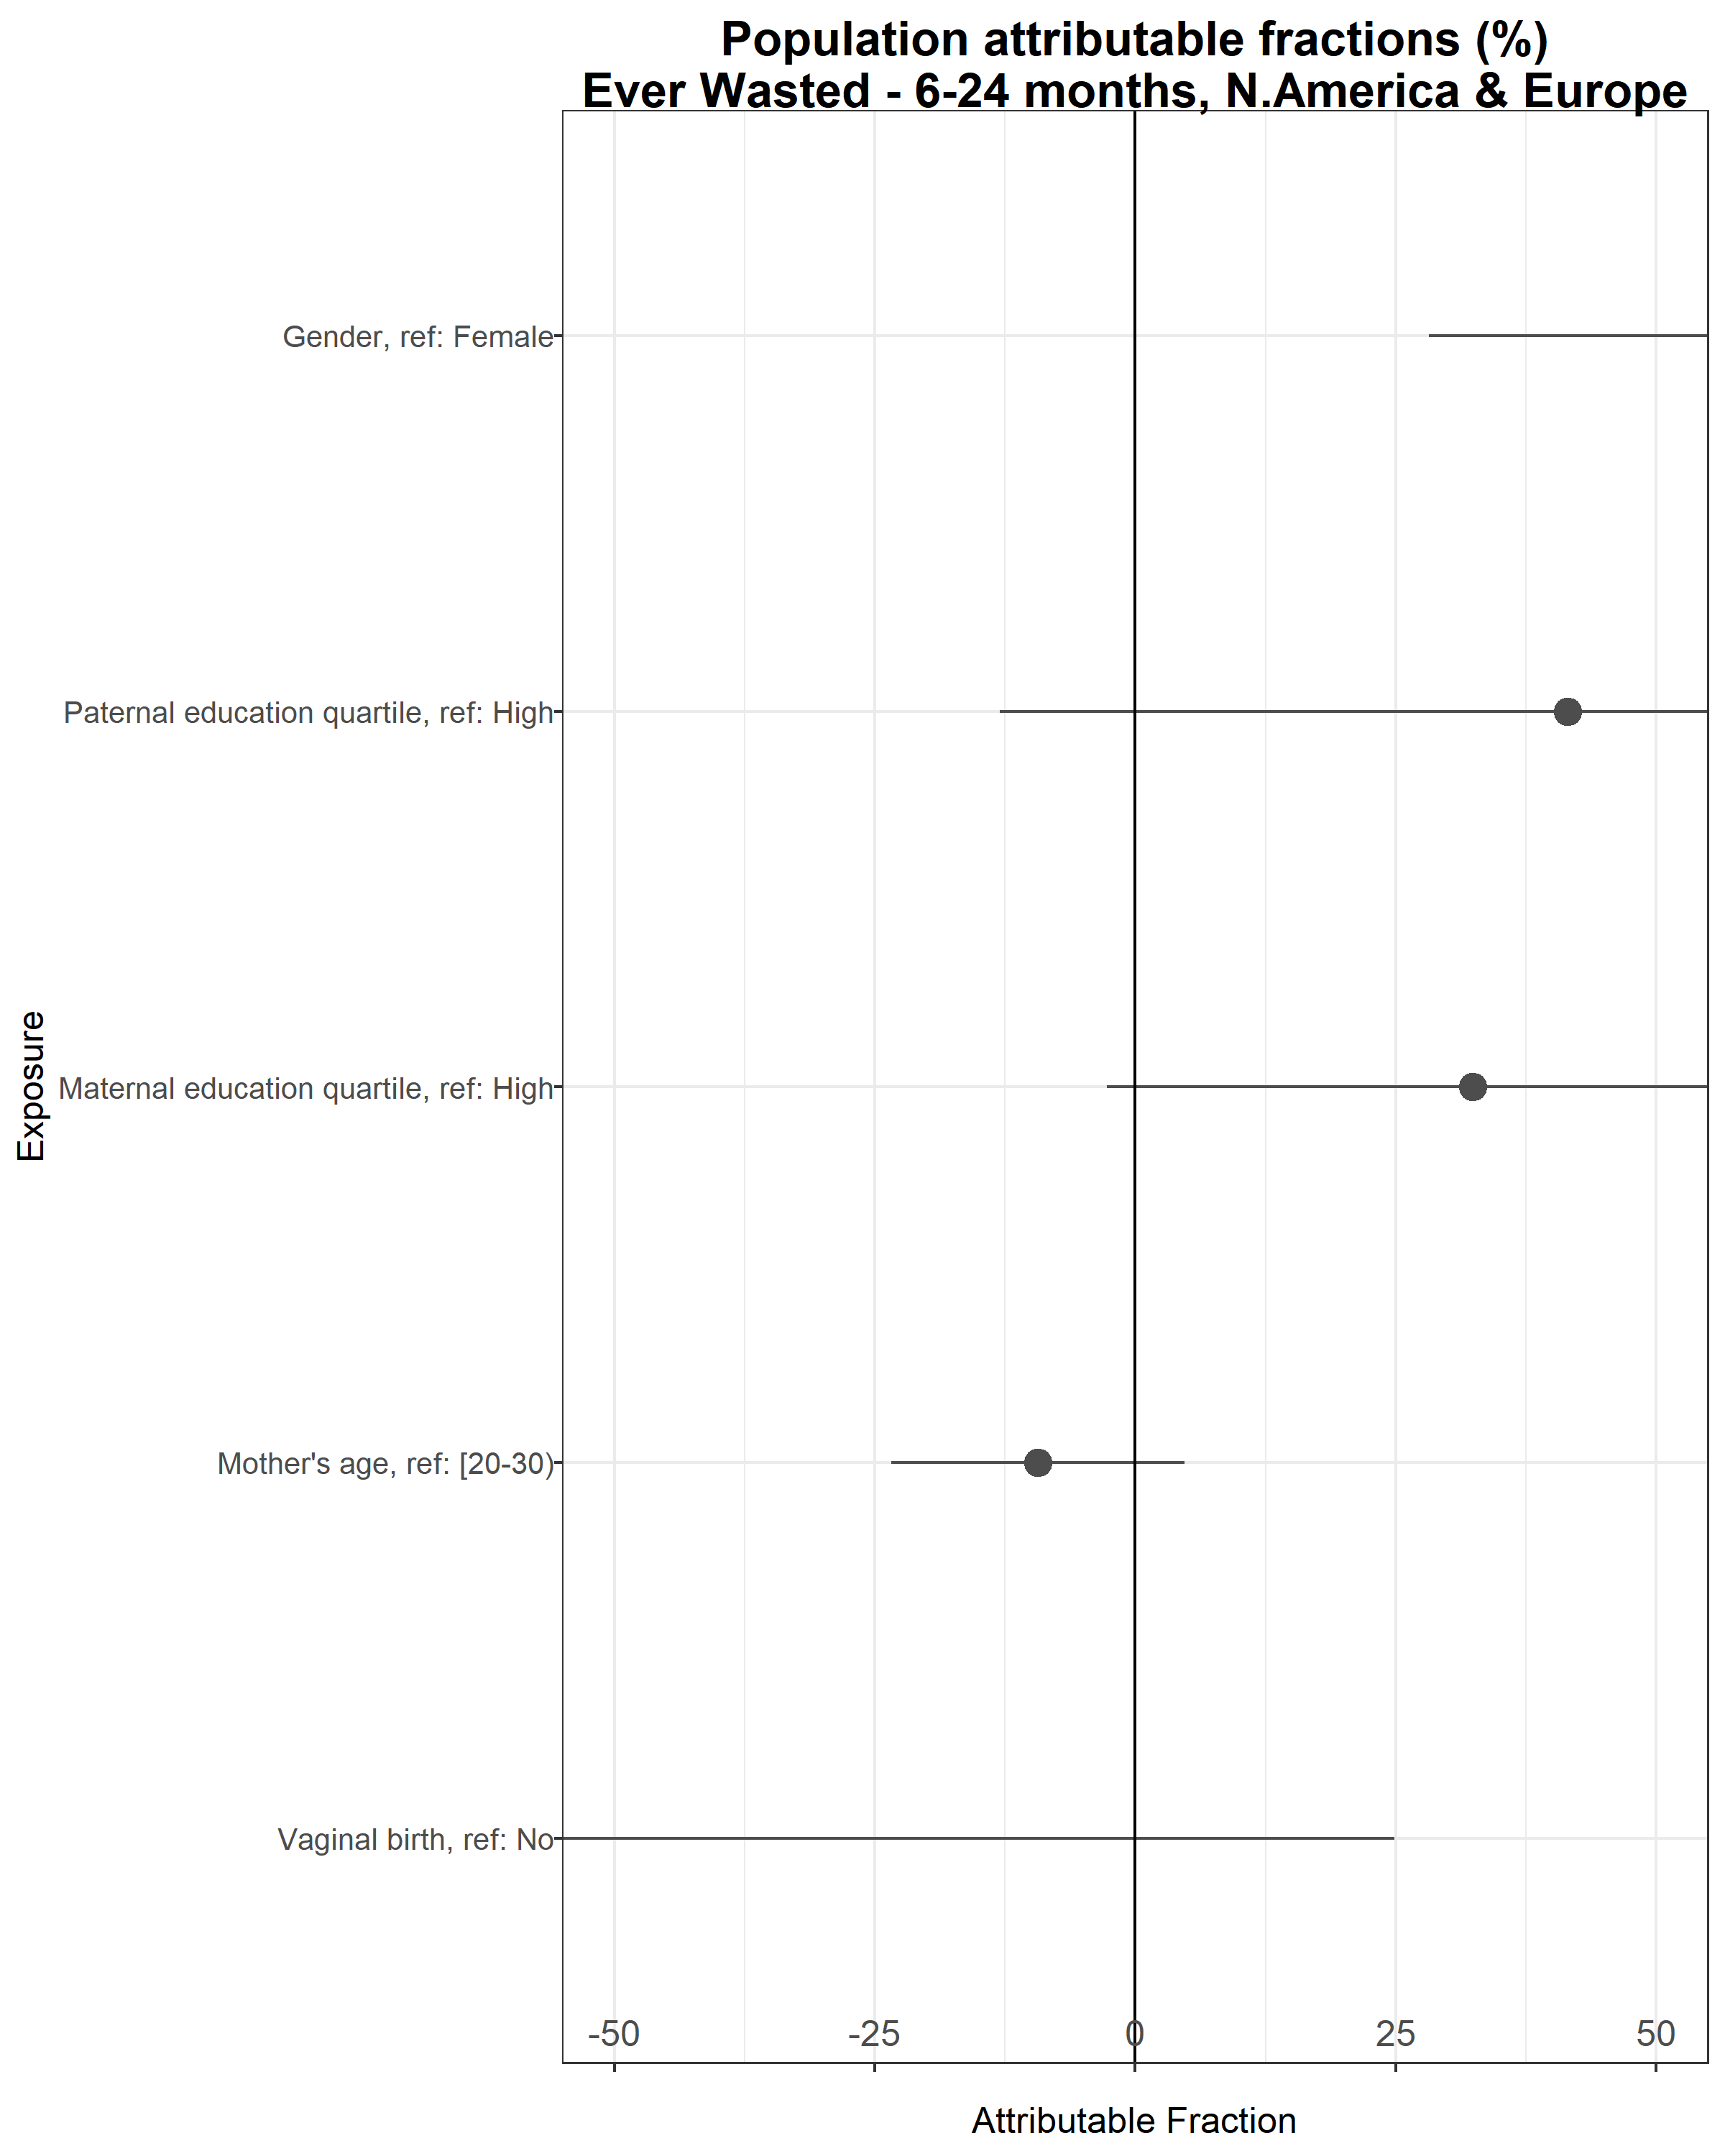 Population attributable fractions (%)
Ever Wasted - 6-24 months, N.America & Europe
Exposure
Gender, ref: Female
Paternal education quartile, ref: High
Maternal education quartile, ref: High
Mother's age, ref: [20-30)
Vaginal birth, ref: No
-50 -25 0 25 50
Attributable Fraction